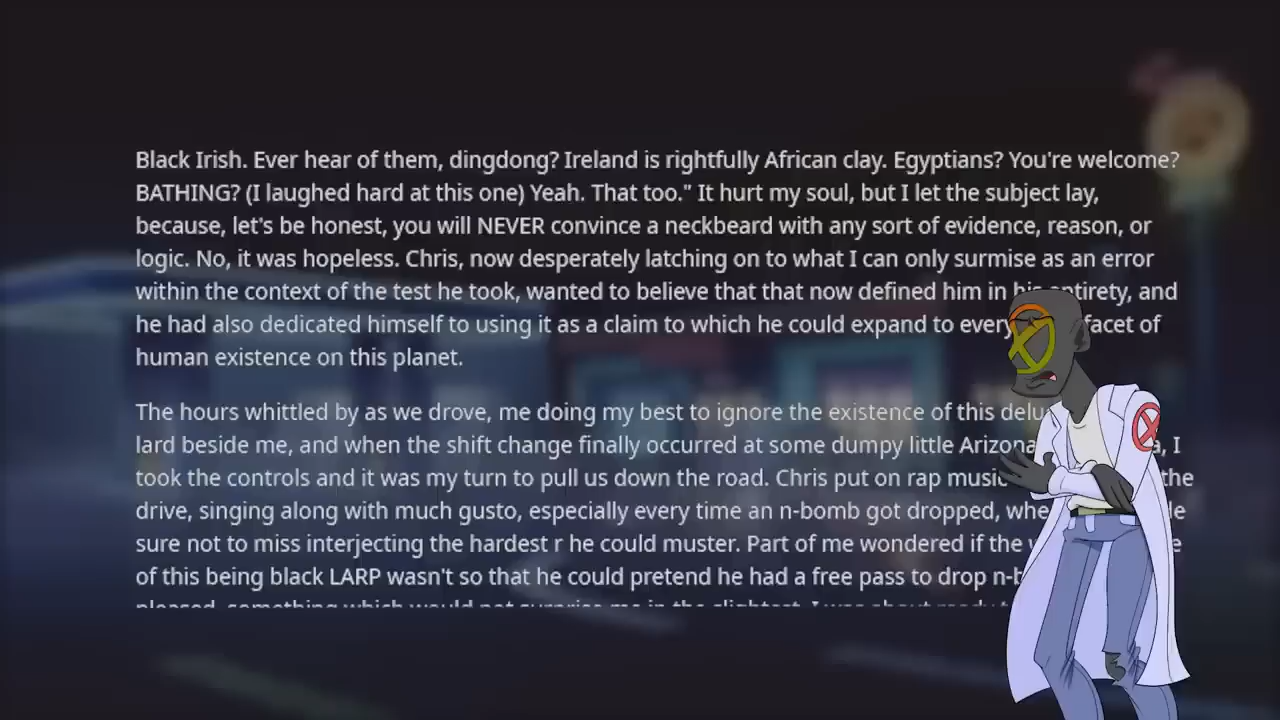 Black Irish. Ever hear of them, dingdong? Ireland is rightfully African clay. Egyptians? You're welcome?
BATHING? (I laughed hard at this one) Yeah. That too." It hurt my soul, but I let the subject lay,
because, let's be honest, you will NEVER convince a neckbeard with any sort of evidence, reason, or
logic. No, it was hopeless. Chris, now desperately latching on to what I can only surmise as an error
within the context of the test he took, wanted to believe that that now defined him in his entirety, and
he had also dedicated himself to using it as a claim to which he could expand to every facet of
human existence on this planet.
The hours whittled by as we drove, me doing my best to ignore the existence of this
lard beside me, and when the shift change finally occurred at some dumpy little Arizona I
took the controls and it was my turn to pull us down the road. Chris put on rap music the
drive, singing along with much gusto, especially every time an n-bomb got dropped,
sure not to miss interjecting the hardest r he could muster. Part of me wondered if the
of this being black LARP wasn't so that he could pretend he had a free pass to drop